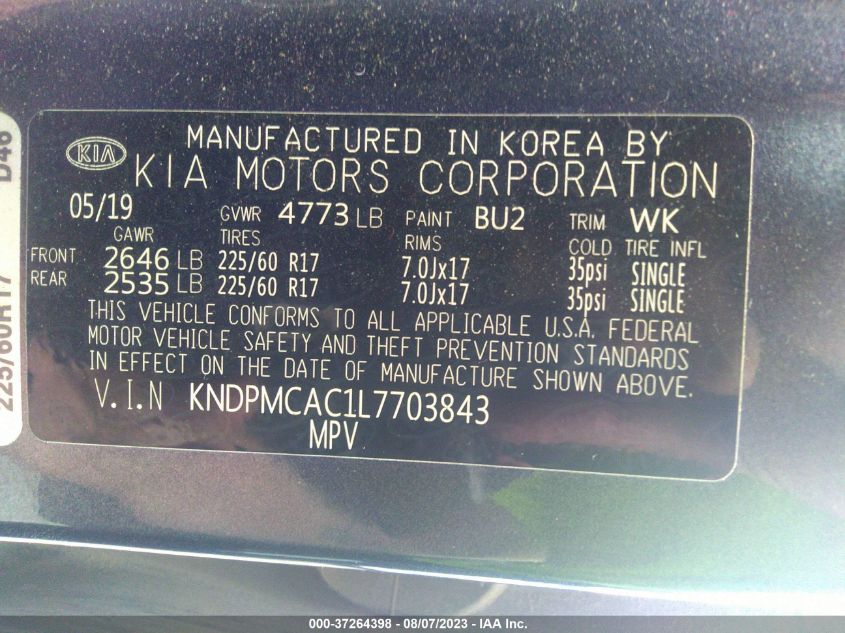 MANUFACTURED IN KOREA BY
KIA KIA MOTORS CORPORATION
05/19 GVWR 4773 LB PAINT BU2 TRIM WK
GAWR TIRES RIMS COLD TIRE INFL
FRONT 2646 LB 225/60 R17 7.0Jx17 35psi SINGLE
REAR 2535 LB 225/60 R17 7.0Jx17 35psi SINGLE
THIS VEHICLE CONFORMS TO ALL APPLICABLE U.S.A. FEDERAL
MOTOR VEHICLE SAFETY AND THEFT PREVENTION STANDARDS
IN EFFECT ON THE DATE OF MANUFACTURE SHOWN ABOVE.
V.I.N KNDPMCAC1L7703843
MPV
225/60R17
000-37264398 - 08/07/2023 - IAA Inc.